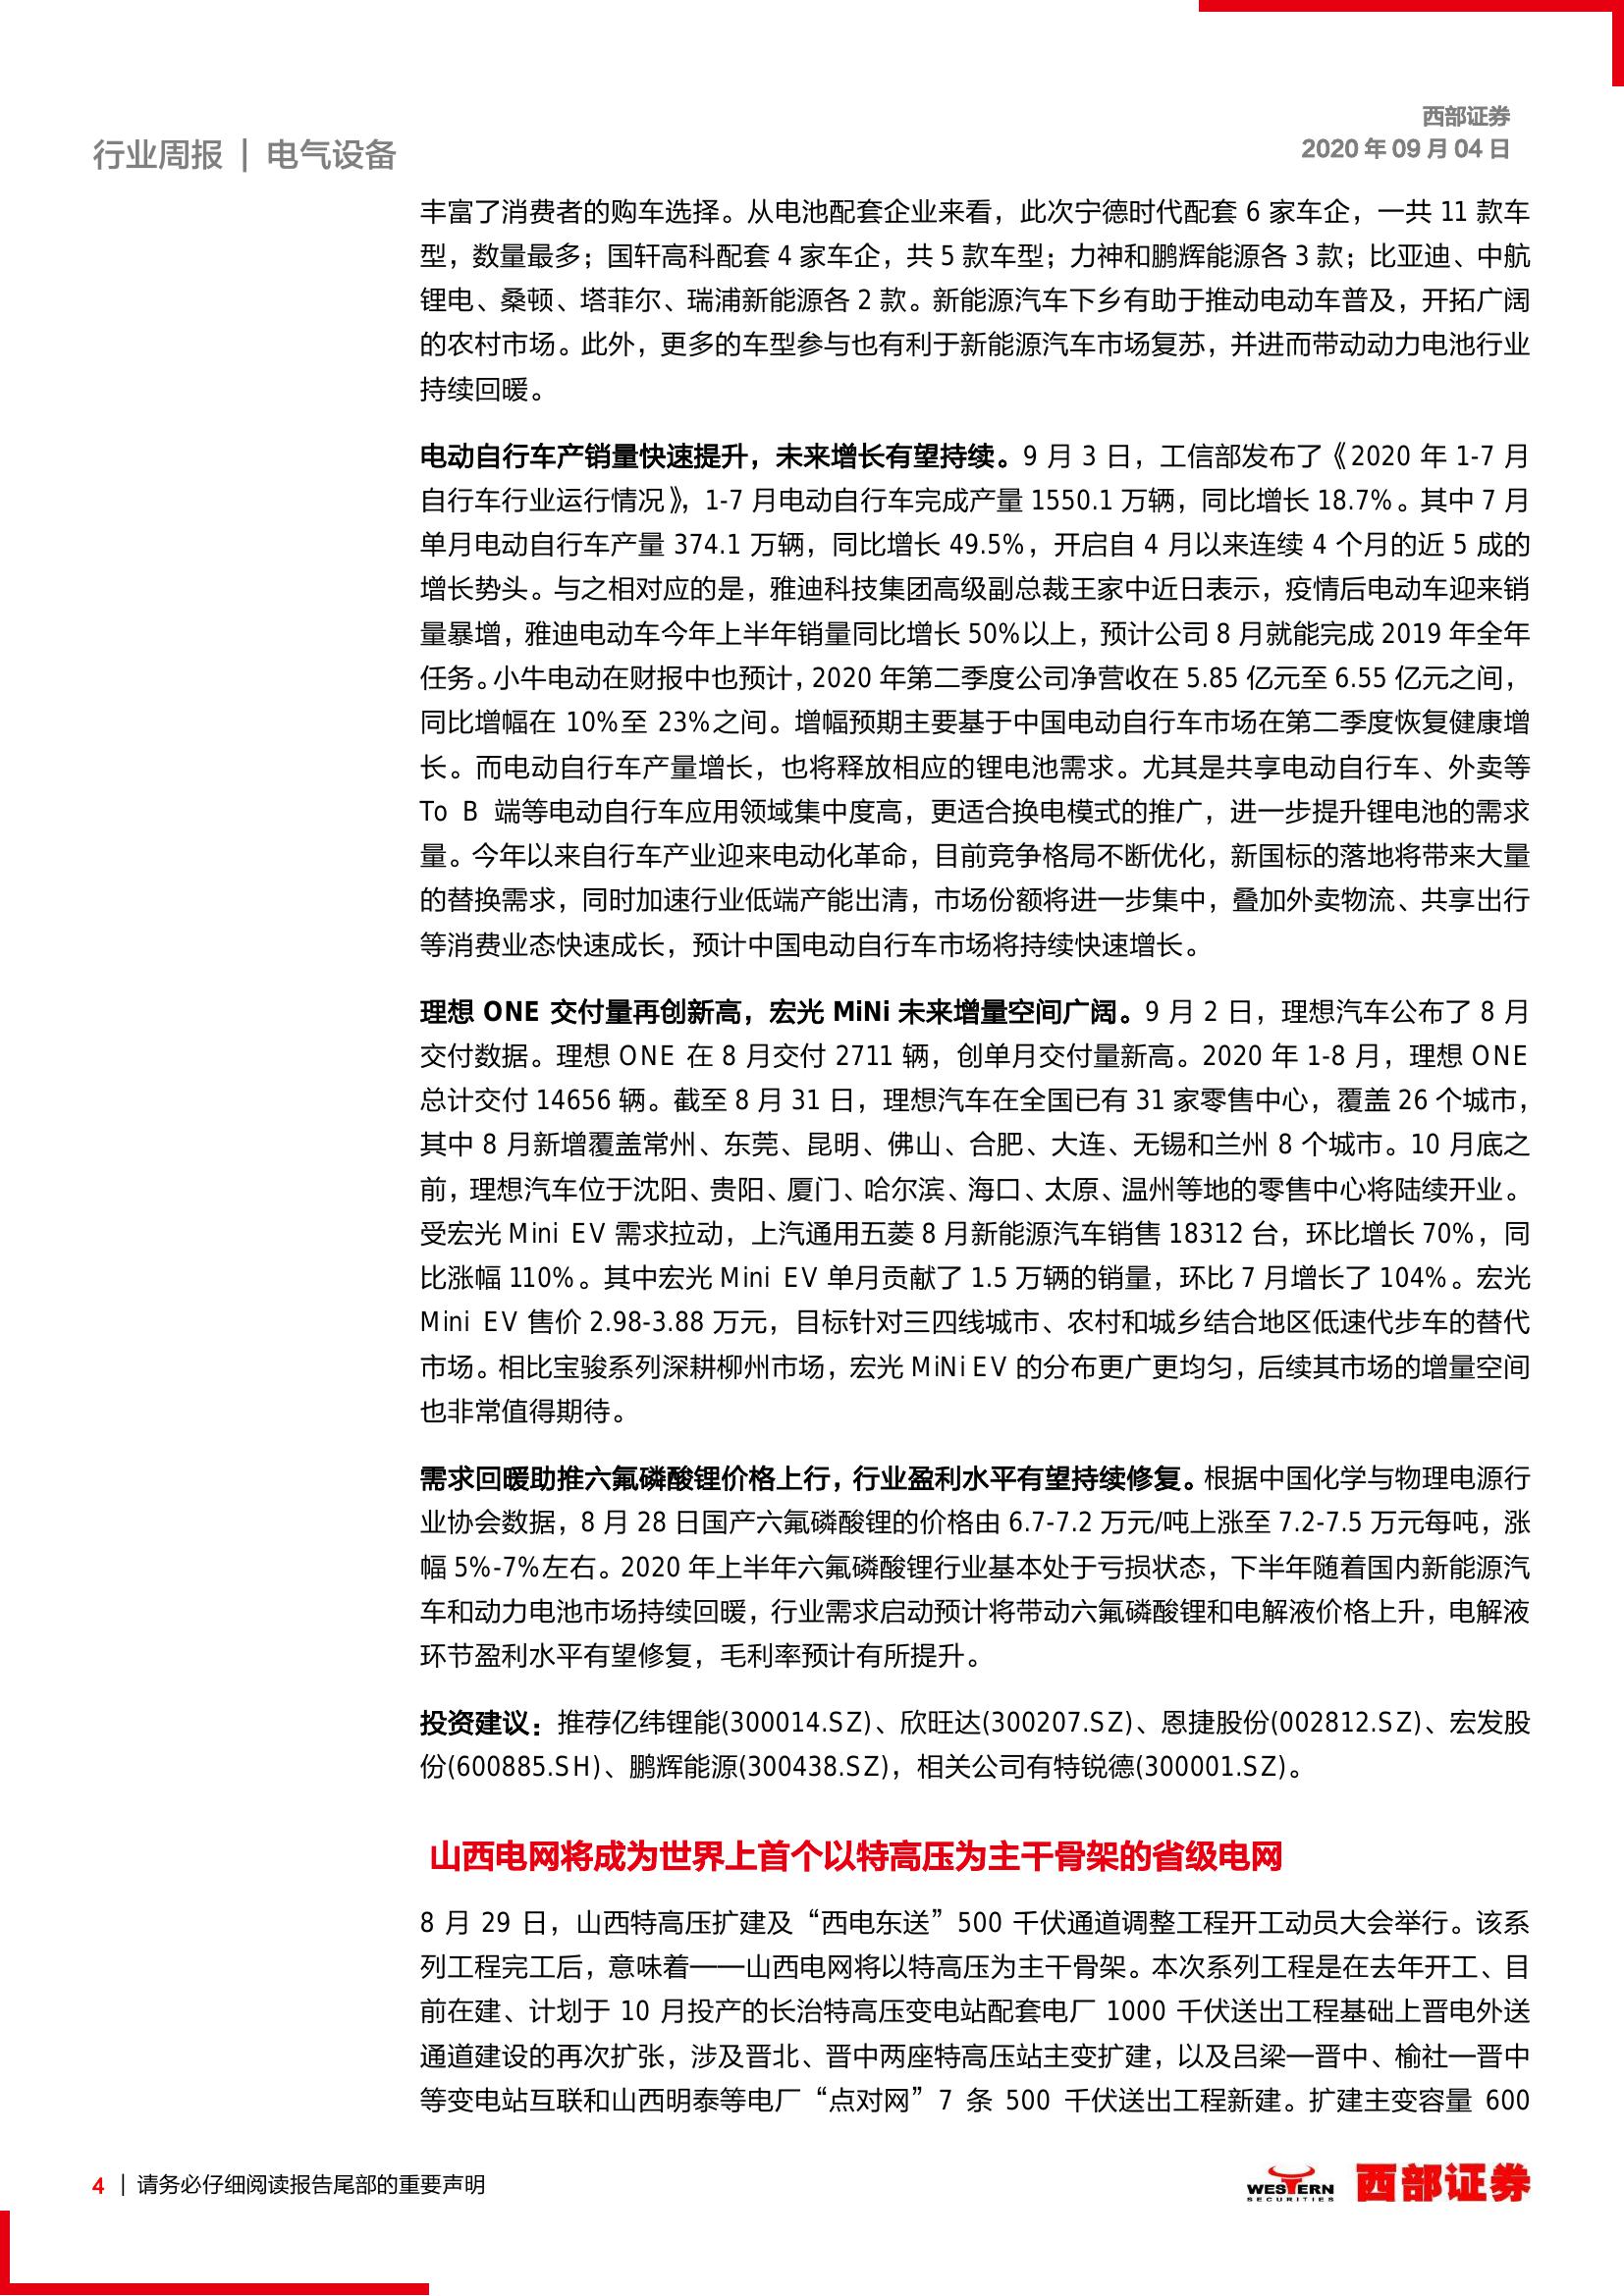 西部证券
行业周报 | 电气设备
2020 年 09 月 04 日
丰富了消费者的购车选择。从电池配套企业来看，此次宁德时代配套 6 家车企，一共 11 款车
型，数量最多；国轩高科配套 4 家车企，共 5 款车型；力神和鹏辉能源各 3 款；比亚迪、中航
锂电、桑顿、塔菲尔、瑞浦新能源各 2 款。新能源汽车下乡有助于推动电动车普及，开拓广阔
的农村市场。此外，更多的车型参与也有利于新能源汽车市场复苏，并进而带动动力电池行业
持续回暖。
电动自行车产销量快速提升，未来增长有望持续。9 月 3 日，工信部发布了《2020 年 1-7 月
自行车行业运行情况》，1-7 月电动自行车完成产量 1550.1 万辆，同比增长 18.7%。其中 7 月
单月电动自行车产量 374.1 万辆，同比增长 49.5%，开启自 4 月以来连续 4 个月的近 5 成的
增长势头。与之相对应的是，雅迪科技集团高级副总裁王家中近日表示，疫情后电动车迎来销
量暴增，雅迪电动车今年上半年销量同比增长 50%以上，预计公司 8 月就能完成 2019 年全年
任务。小牛电动在财报中也预计，2020 年第二季度公司净营收在 5.85 亿元至 6.55 亿元之间，
同比增幅在 10%至 23%之间。增幅预期主要基于中国电动自行车市场在第二季度恢复健康增
长。而电动自行车产量增长，也将释放相应的锂电池需求。尤其是共享电动自行车、外卖等
To B 端等电动自行车应用领域集中度高，更适合换电模式的推广，进一步提升锂电池的需求
量。今年以来自行车产业迎来电动化革命，目前竞争格局不断优化，新国标的落地将带来大量
的替换需求，同时加速行业低端产能出清，市场份额将进一步集中，叠加外卖物流、共享出行
等消费业态快速成长，预计中国电动自行车市场将持续快速增长。
理想 ONE 交付量再创新高，宏光 MiNi 未来增量空间广阔。9 月 2 日，理想汽车公布了 8 月
交付数据。理想 ONE 在 8 月交付 2711 辆，创单月交付量新高。2020 年 1-8 月，理想 ONE
总计交付 14656 辆。截至 8 月 31 日，理想汽车在全国已有 31 家零售中心，覆盖 26 个城市，
其中 8 月新增覆盖常州、东莞、昆明、佛山、合肥、大连、无锡和兰州 8 个城市。10 月底之
前，理想汽车位于沈阳、贵阳、厦门、哈尔滨、海口、太原、温州等地的零售中心将陆续开业。
受宏光 Mini EV 需求拉动，上汽通用五菱 8 月新能源汽车销售 18312 台，环比增长 70%，同
比涨幅 110%。其中宏光 Mini EV 单月贡献了 1.5 万辆的销量，环比 7 月增长了 104%。宏光
Mini EV 售价 2.98-3.88 万元，目标针对三四线城市、农村和城乡结合地区低速代步车的替代
市场。相比宝骏系列深耕柳州市场，宏光 MiNi EV 的分布更广更均匀，后续其市场的增量空间
也非常值得期待。
需求回暖助推六氟磷酸锂价格上行，行业盈利水平有望持续修复。根据中国化学与物理电源行
业协会数据，8 月 28 日国产六氟磷酸锂的价格由 6.7-7.2 万元/吨上涨至 7.2-7.5 万元每吨，涨
幅 5%-7%左右。2020 年上半年六氟磷酸锂行业基本处于亏损状态，下半年随着国内新能源汽
车和动力电池市场持续回暖，行业需求启动预计将带动六氟磷酸锂和电解液价格上升，电解液
环节盈利水平有望修复，毛利率预计有所提升。
投资建议：推荐亿纬锂能(300014.SZ)、欣旺达(300207.SZ)、恩捷股份(002812.SZ)、宏发股
份(600885.SH)、鹏辉能源(300438.SZ)，相关公司有特锐德(300001.SZ)。
山西电网将成为世界上首个以特高压为主干骨架的省级电网
8 月 29 日，山西特高压扩建及“西电东送”500 千伏通道调整工程开工动员大会举行。该系
列工程完工后，意味着——山西电网将以特高压为主干骨架。本次系列工程是在去年开工、目
前在建、计划于 10 月投产的长治特高压变电站配套电厂 1000 千伏送出工程基础上晋电外送
通道建设的再次扩张，涉及晋北、晋中两座特高压站主变扩建，以及吕梁—晋中、榆社—晋中
等变电站互联和山西明泰等电厂“点对网”7 条 500 千伏送出工程新建。扩建主变容量 600
4 | 请务必仔细阅读报告尾部的重要声明
WESTERN
SECURITIES
西部证券